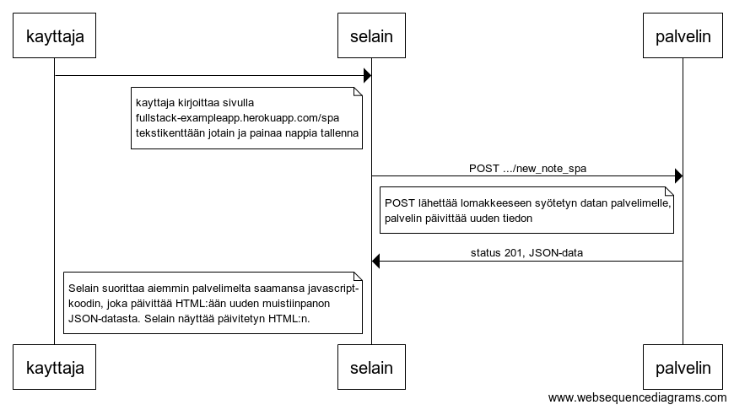 kayttaja
selain
palvelin
kayttaja kirjoittaa sivulla
fullstack-exampleapp.herokuapp.com/spa
tekstikenttään jotain ja painaa nappia tallenna
POST .../new_note_spa
POST lähettää lomakkeeseen syötetyn datan palvelimelle,
palvelin päivittää uuden tiedon
status 201, JSON-data
Selain suorittaa aiemmin palvelimelta saamansa javascript-
koodin, joka päivittää HTML:ään uuden muistiinpanon
JSON-datasta. Selain näyttää päivitetyn HTML:n.
kayttaja
selain
palvelin
www.websequencediagrams.com